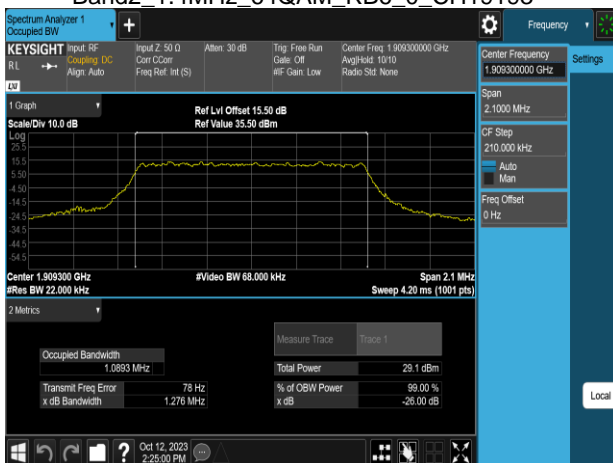 Spectrum Analyzer 1
Occupied BW
Frequency
KEYSIGHT
RL
LXI
Input: RF
Coupling: DC
Align: Auto
Input Z: 50 Ω
Corr CCorr
Freq Ref: Int (S)
Atten: 30 dB
Trig: Free Run
Gate: Off
#IF Gain: Low
Center Freq: 1.909300000 GHz
Avg|Hold: 10/10
Radio Std: None
Center Frequency
1.909300000 GHz
Settings
Span
2.1000 MHz
CF Step
210.000 kHz
Auto
Man
Freq Offset
0 Hz
Local
1 Graph
Scale/Div 10.0 dB
Ref Lvl Offset 15.50 dB
Ref Value 35.50 dBm
Log
25.5
15.5
5.50
-4.50
-14.5
-24.5
-34.5
-44.5
-54.5
Center 1.909300 GHz
#Video BW 68.000 kHz
Span 2.1 MHz
#Res BW 22.000 kHz
Sweep 4.20 ms (1001 pts)
2 Metrics
Measure Trace
Trace 1
Occupied Bandwidth
1.0893 MHz
Total Power
29.1 dBm
Transmit Freq Error
78 Hz
% of OBW Power
99.00 %
x dB Bandwidth
1.276 MHz
x dB
-26.00 dB
Oct 12, 2023
2:25:00 PM